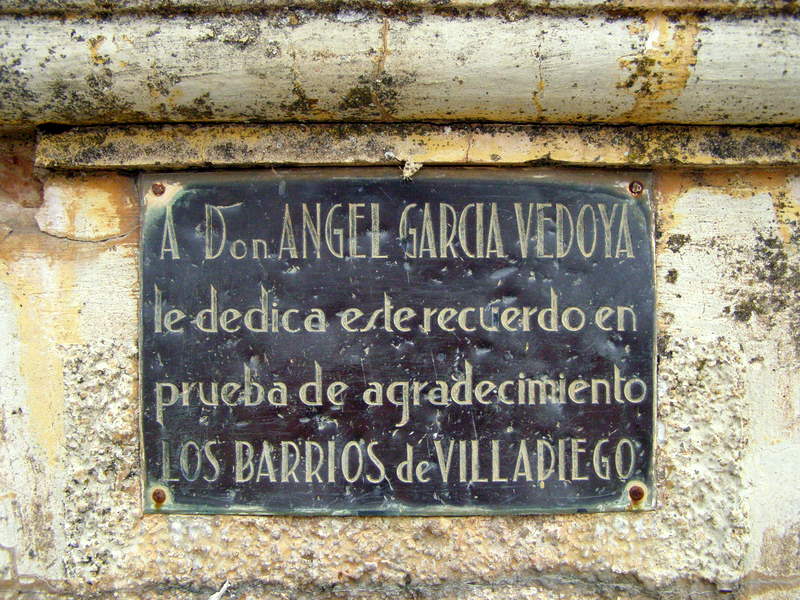 A Don ANGEL GARCIA VEDOYA
le dedica este recuerdo en
prueba de agradecimiento
LOS BARRIOS de VILLADIEGO